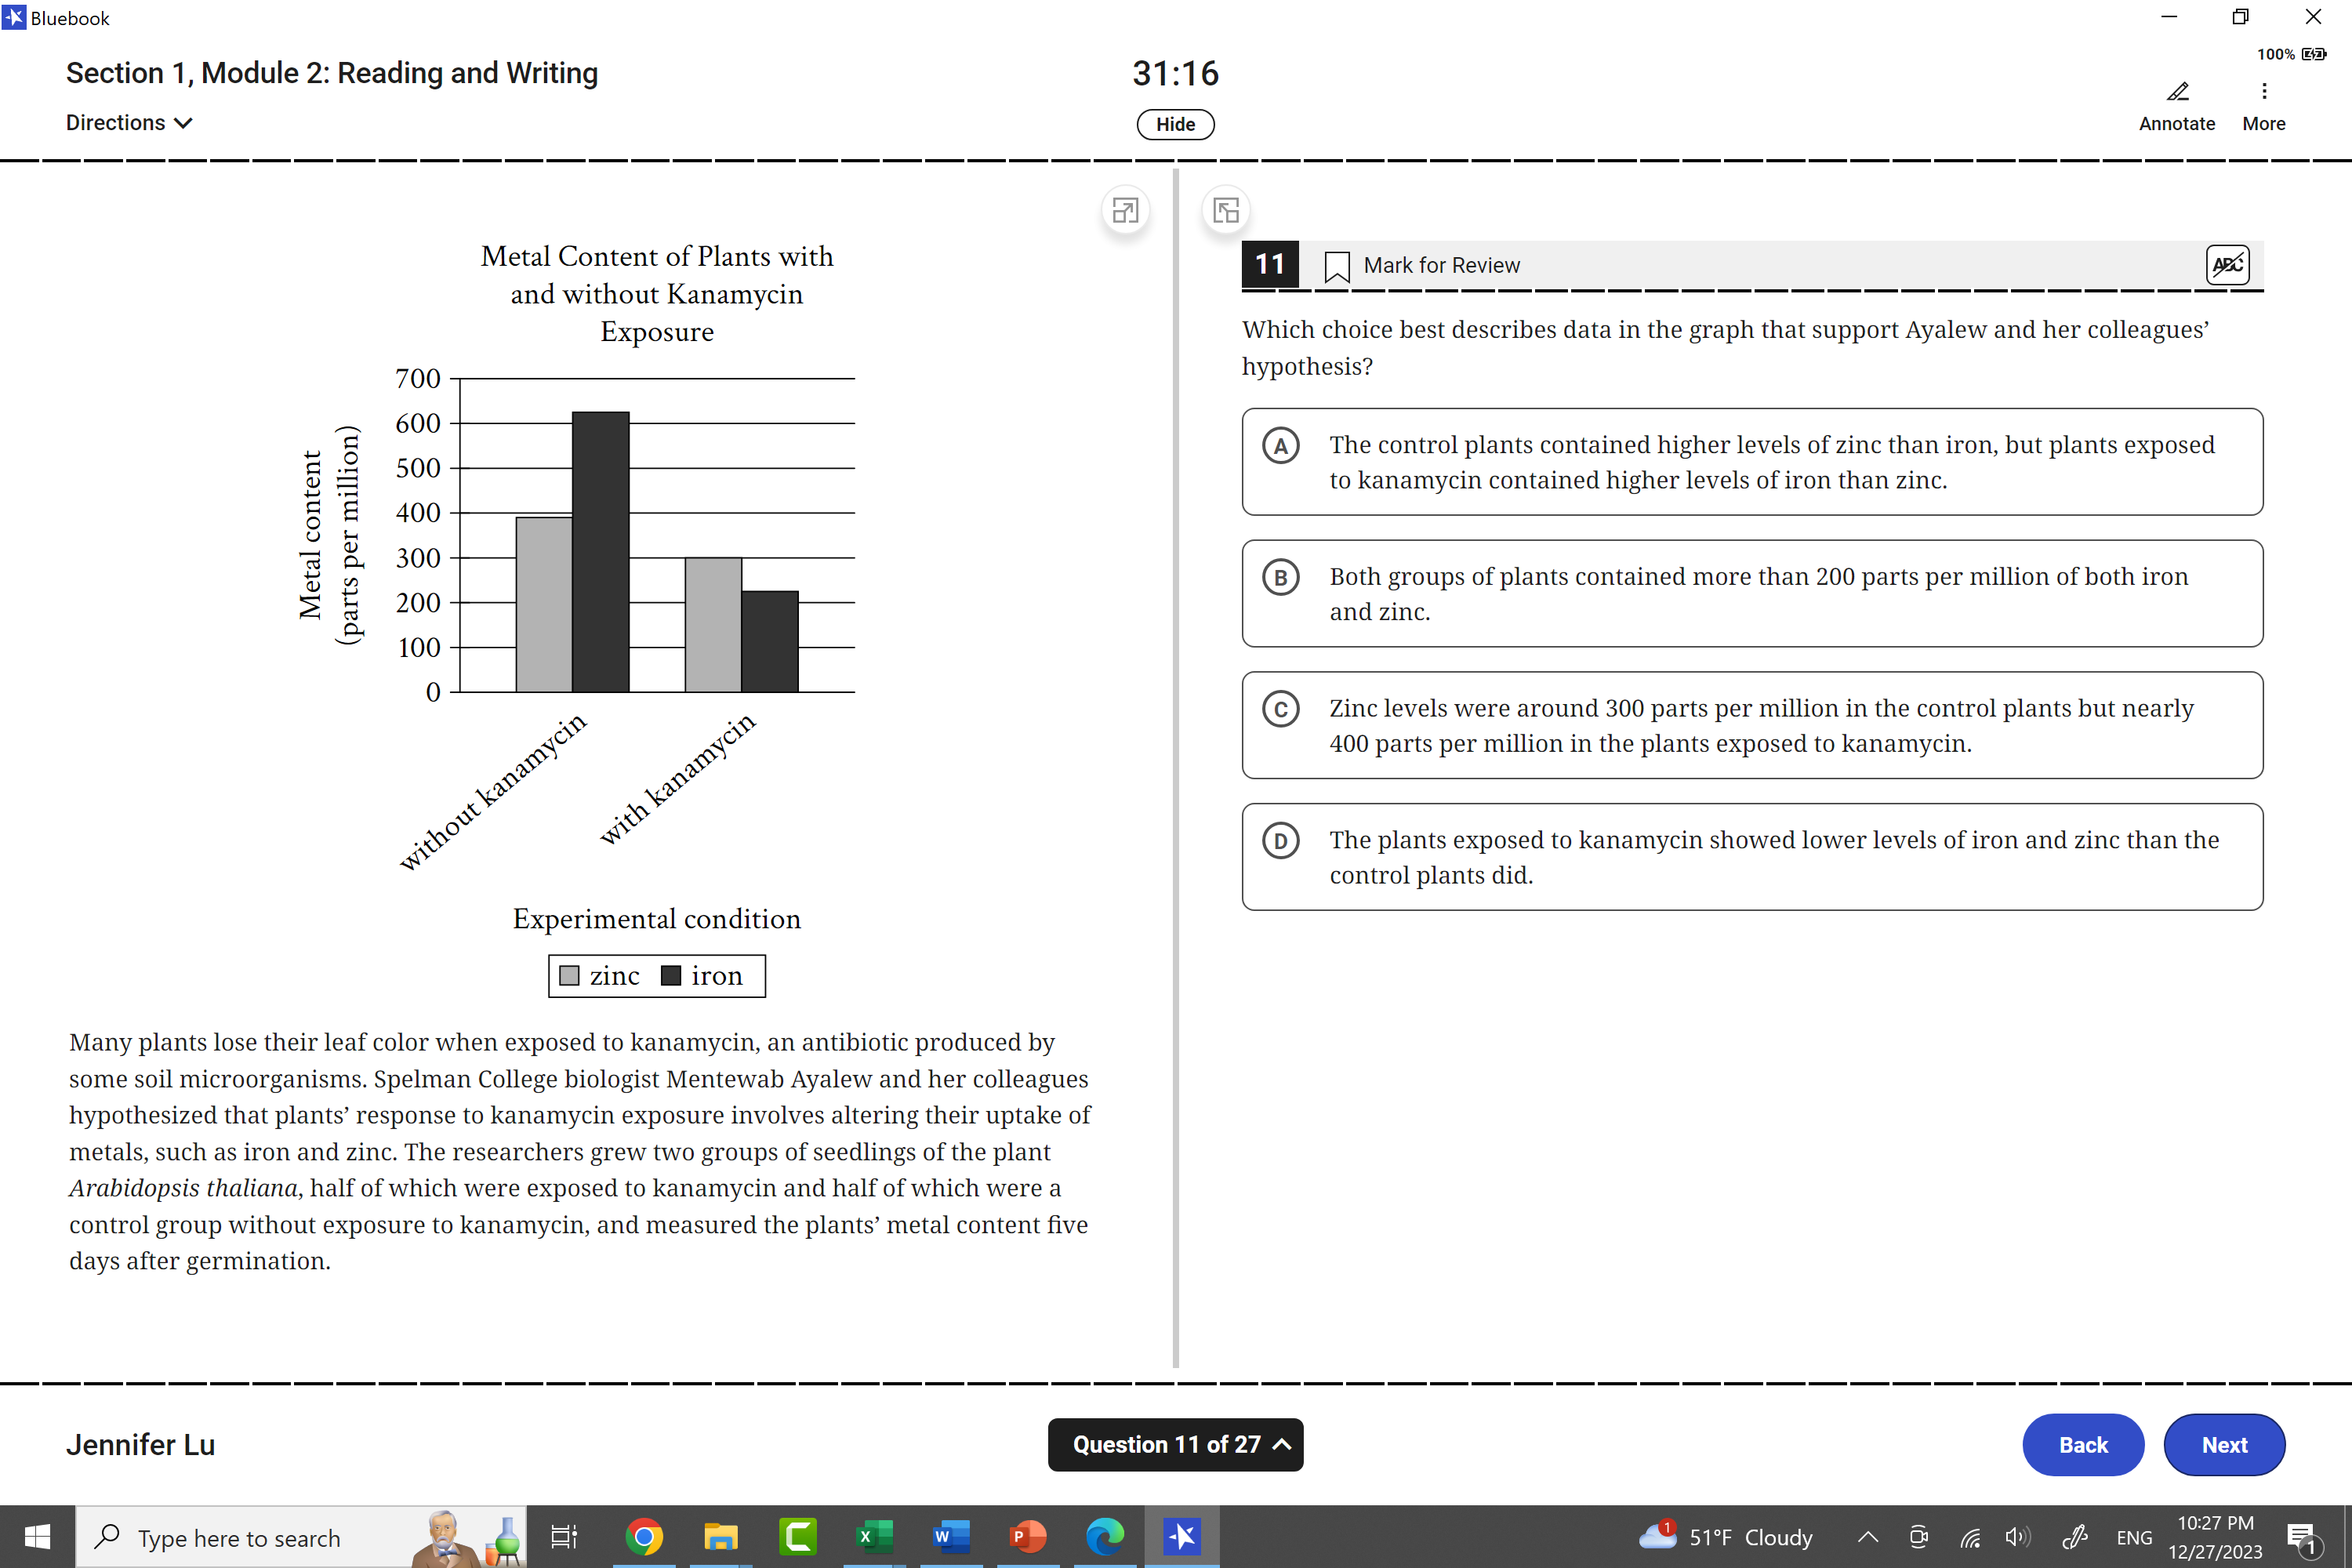 Bluebook
Section 1, Module 2: Reading and Writing
31:16
100%
Directions
Hide
Annotate
More
Metal Content of Plants with
and without Kanamycin
Exposure
Metal content
(parts per million)
700
600
500
400
300
200
100
0
without kanamycin
with kanamycin
Experimental condition
zinc iron
Many plants lose their leaf color when exposed to kanamycin, an antibiotic produced by
some soil microorganisms. Spelman College biologist Mentewab Ayalew and her colleagues
hypothesized that plants’ response to kanamycin exposure involves altering their uptake of
metals, such as iron and zinc. The researchers grew two groups of seedlings of the plant
Arabidopsis thaliana, half of which were exposed to kanamycin and half of which were a
control group without exposure to kanamycin, and measured the plants’ metal content five
days after germination.
11 Mark for Review ABC
Which choice best describes data in the graph that support Ayalew and her colleagues’
hypothesis?
A The control plants contained higher levels of zinc than iron, but plants exposed
to kanamycin contained higher levels of iron than zinc.
B Both groups of plants contained more than 200 parts per million of both iron
and zinc.
C Zinc levels were around 300 parts per million in the control plants but nearly
400 parts per million in the plants exposed to kanamycin.
D The plants exposed to kanamycin showed lower levels of iron and zinc than the
control plants did.
Jennifer Lu
Question 11 of 27
Back
Next
Type here to search
X
W
P
1
51°F Cloudy
ENG
10:27 PM
12/27/2023
1